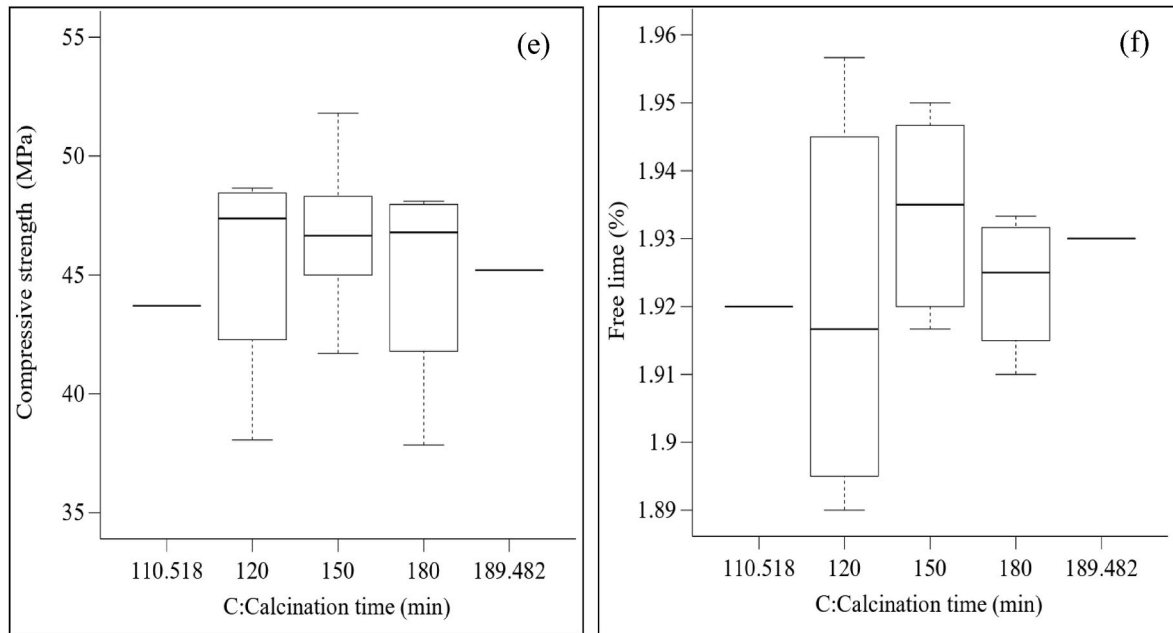 (e)
Compressive strength (MPa)
55
50
45
40
35
110.518 120 150 180 189.482
C:Calcination time (min)
(f)
Free lime (%)
1.96
1.95
1.94
1.93
1.92
1.91
1.9
1.89
110.518 120 150 180 189.482
C:Calcination time (min)